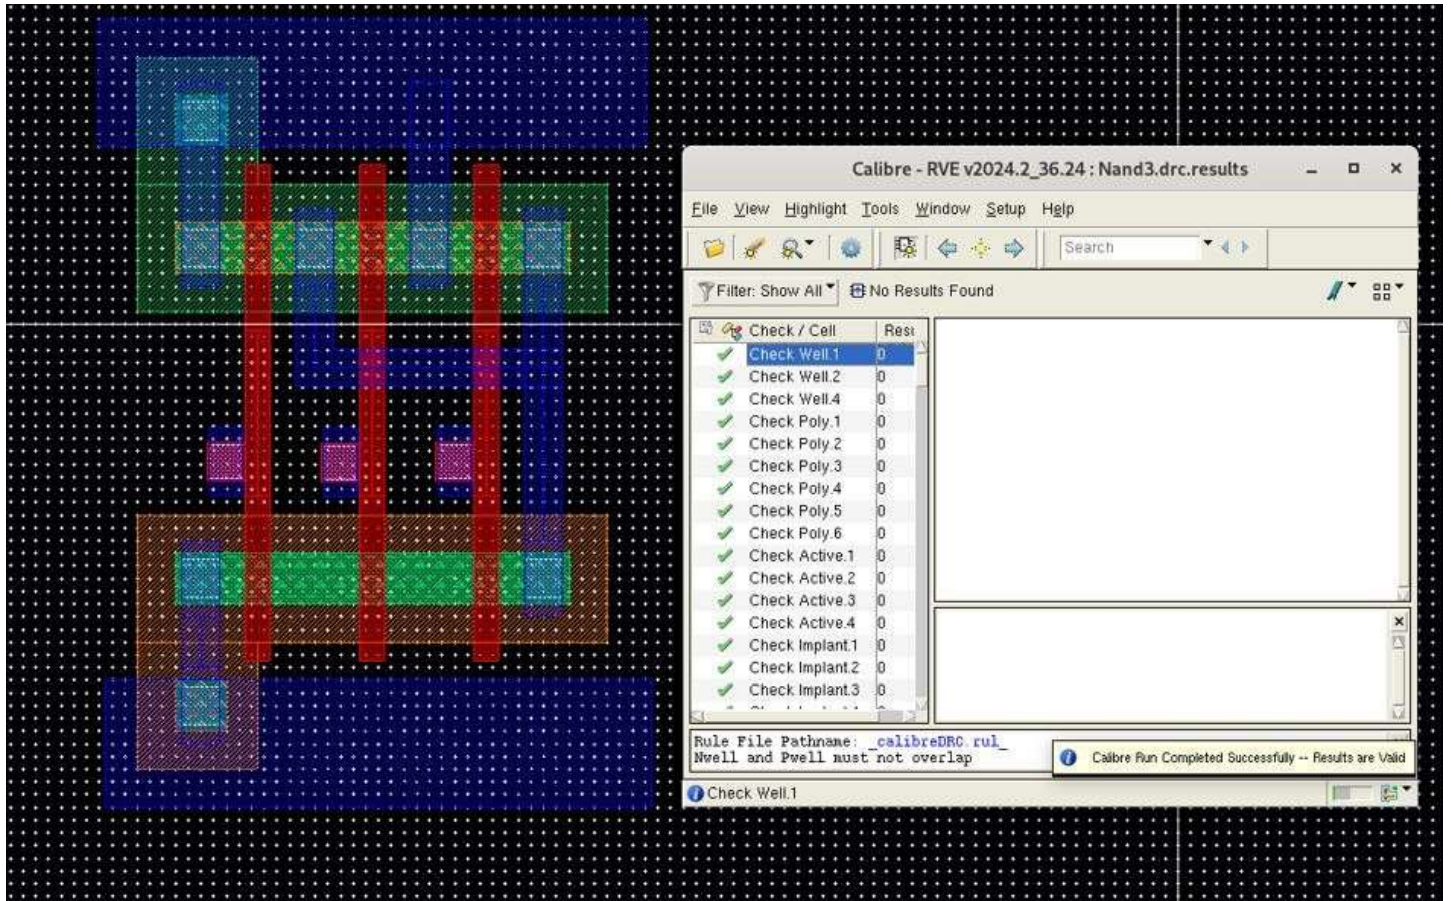 Calibre - RVE v2024.2_36.24 : Nand3.drc.results
File View Highlight Tools Window Setup Help
Search
Filter: Show All No Results Found
Check / Cell Resu
Check Well.1 0
Check Well.2 0
Check Well.4 0
Check Poly.1 0
Check Poly.2 0
Check Poly.3 0
Check Poly.4 0
Check Poly.5 0
Check Poly.6 0
Check Active.1 0
Check Active.2 0
Check Active.3 0
Check Active.4 0
Check Implant.1 0
Check Implant.2 0
Check Implant.3 0
Rule File Pathname: _calibreDRC.rul_
Nwell and Pwell must not overlap
Calibre Run Completed Successfully -- Results are Valid
Check Well.1